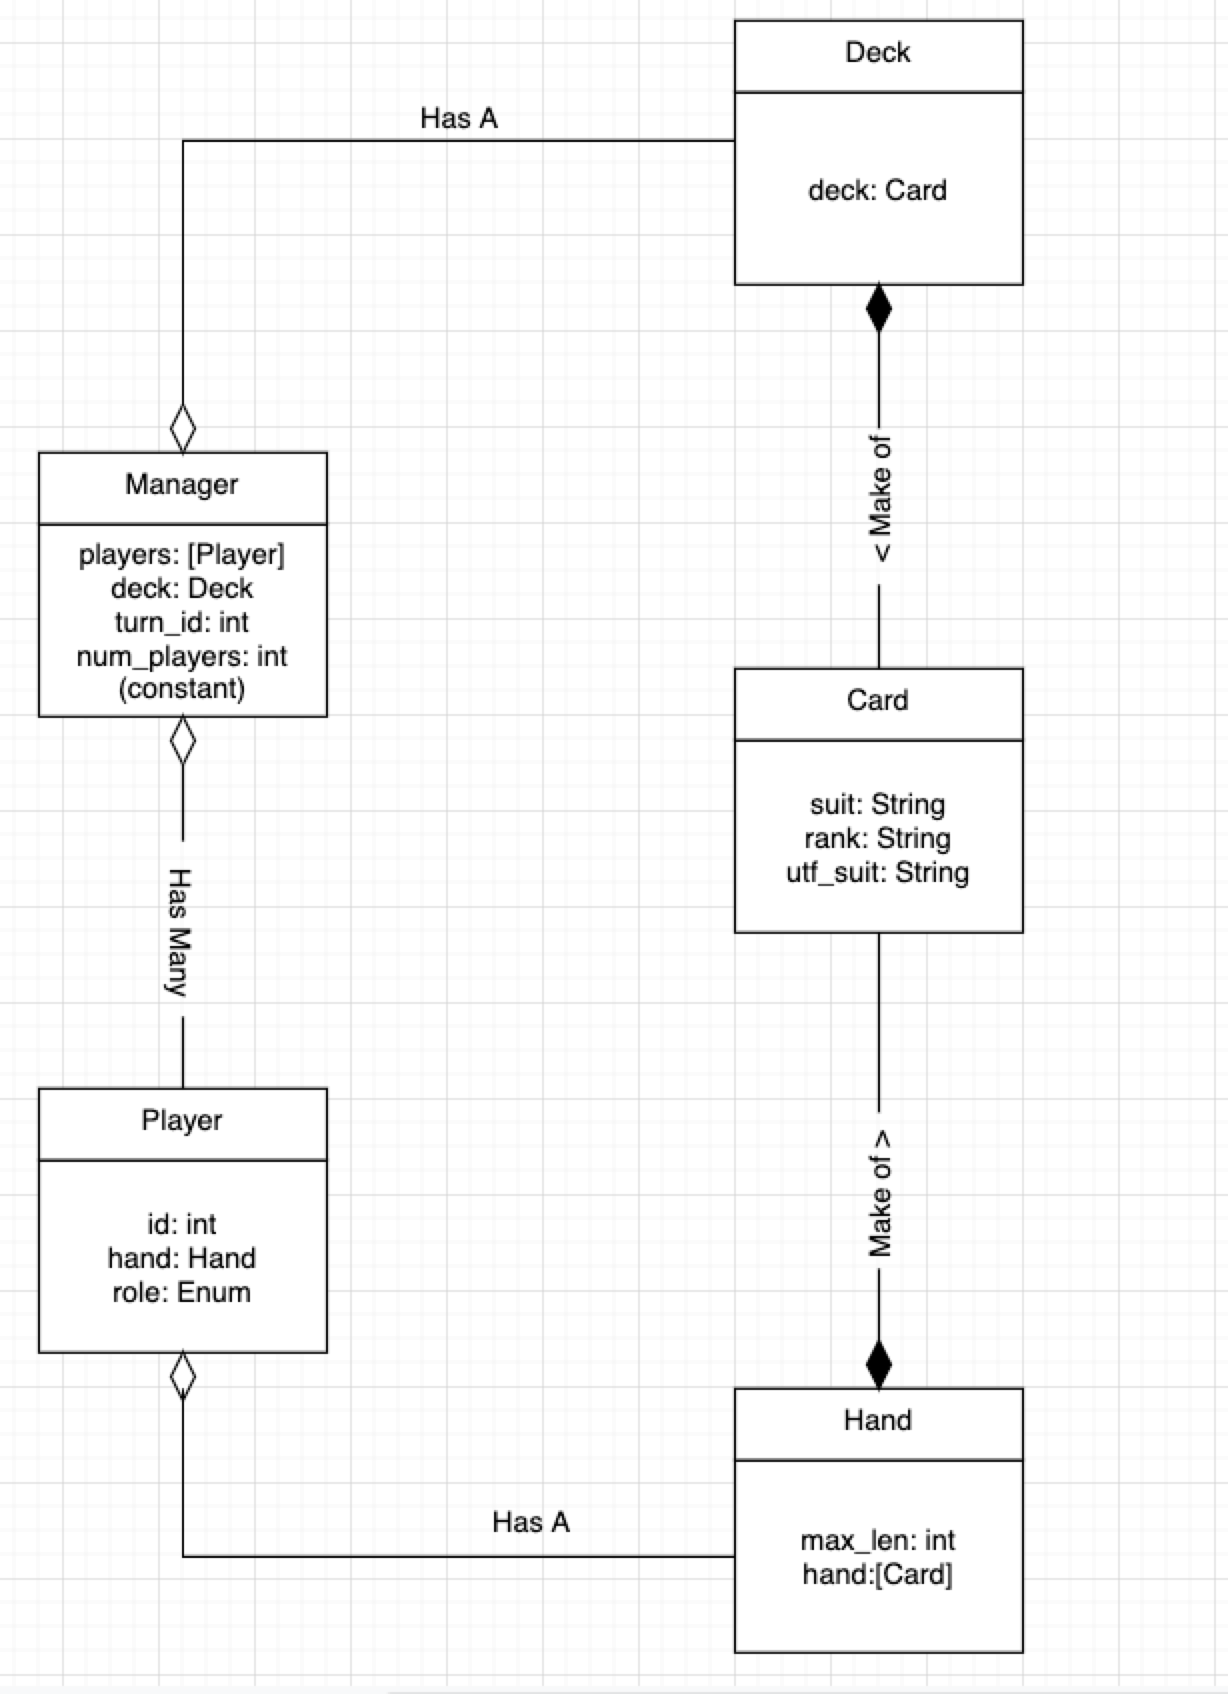 Deck
deck: Card
Has A
Manager
players: [Player]
deck: Deck
turn_id: int
num_players: int
(constant)
< Make of
Card
suit: String
rank: String
utf_suit: String
Has Many
Player
id: int
hand: Hand
role: Enum
Make of >
Hand
max_len: int
hand:[Card]
Has A